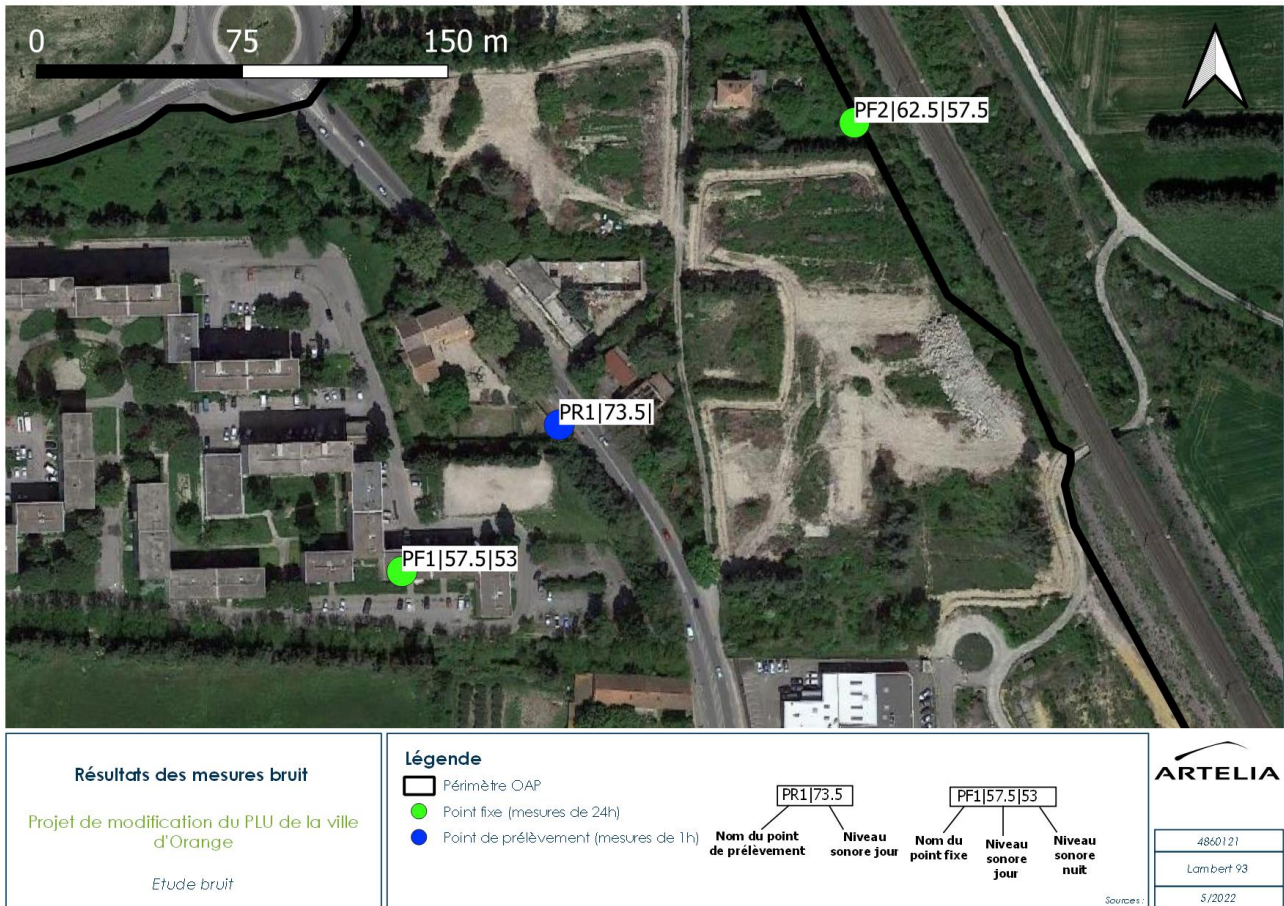 0 75 150 m
PF2|62.5|57.5
PR1|73.5|
PF1|57.5|53
Résultats des mesures bruit
Projet de modification du PLU de la ville
d'Orange
Etude bruit
Légende
Périmètre OAP
Point fixe (mesures de 24h)
Point de prélèvement (mesures de 1h)
PR1|73.5
Nom du point
de prélèvement
Niveau
sonore jour
PF1|57.5|53
Nom du
point fixe
Niveau
sonore
jour
Niveau
sonore
nuit
Sources :
ARTELIA
4860121
Lambert 93
5/2022